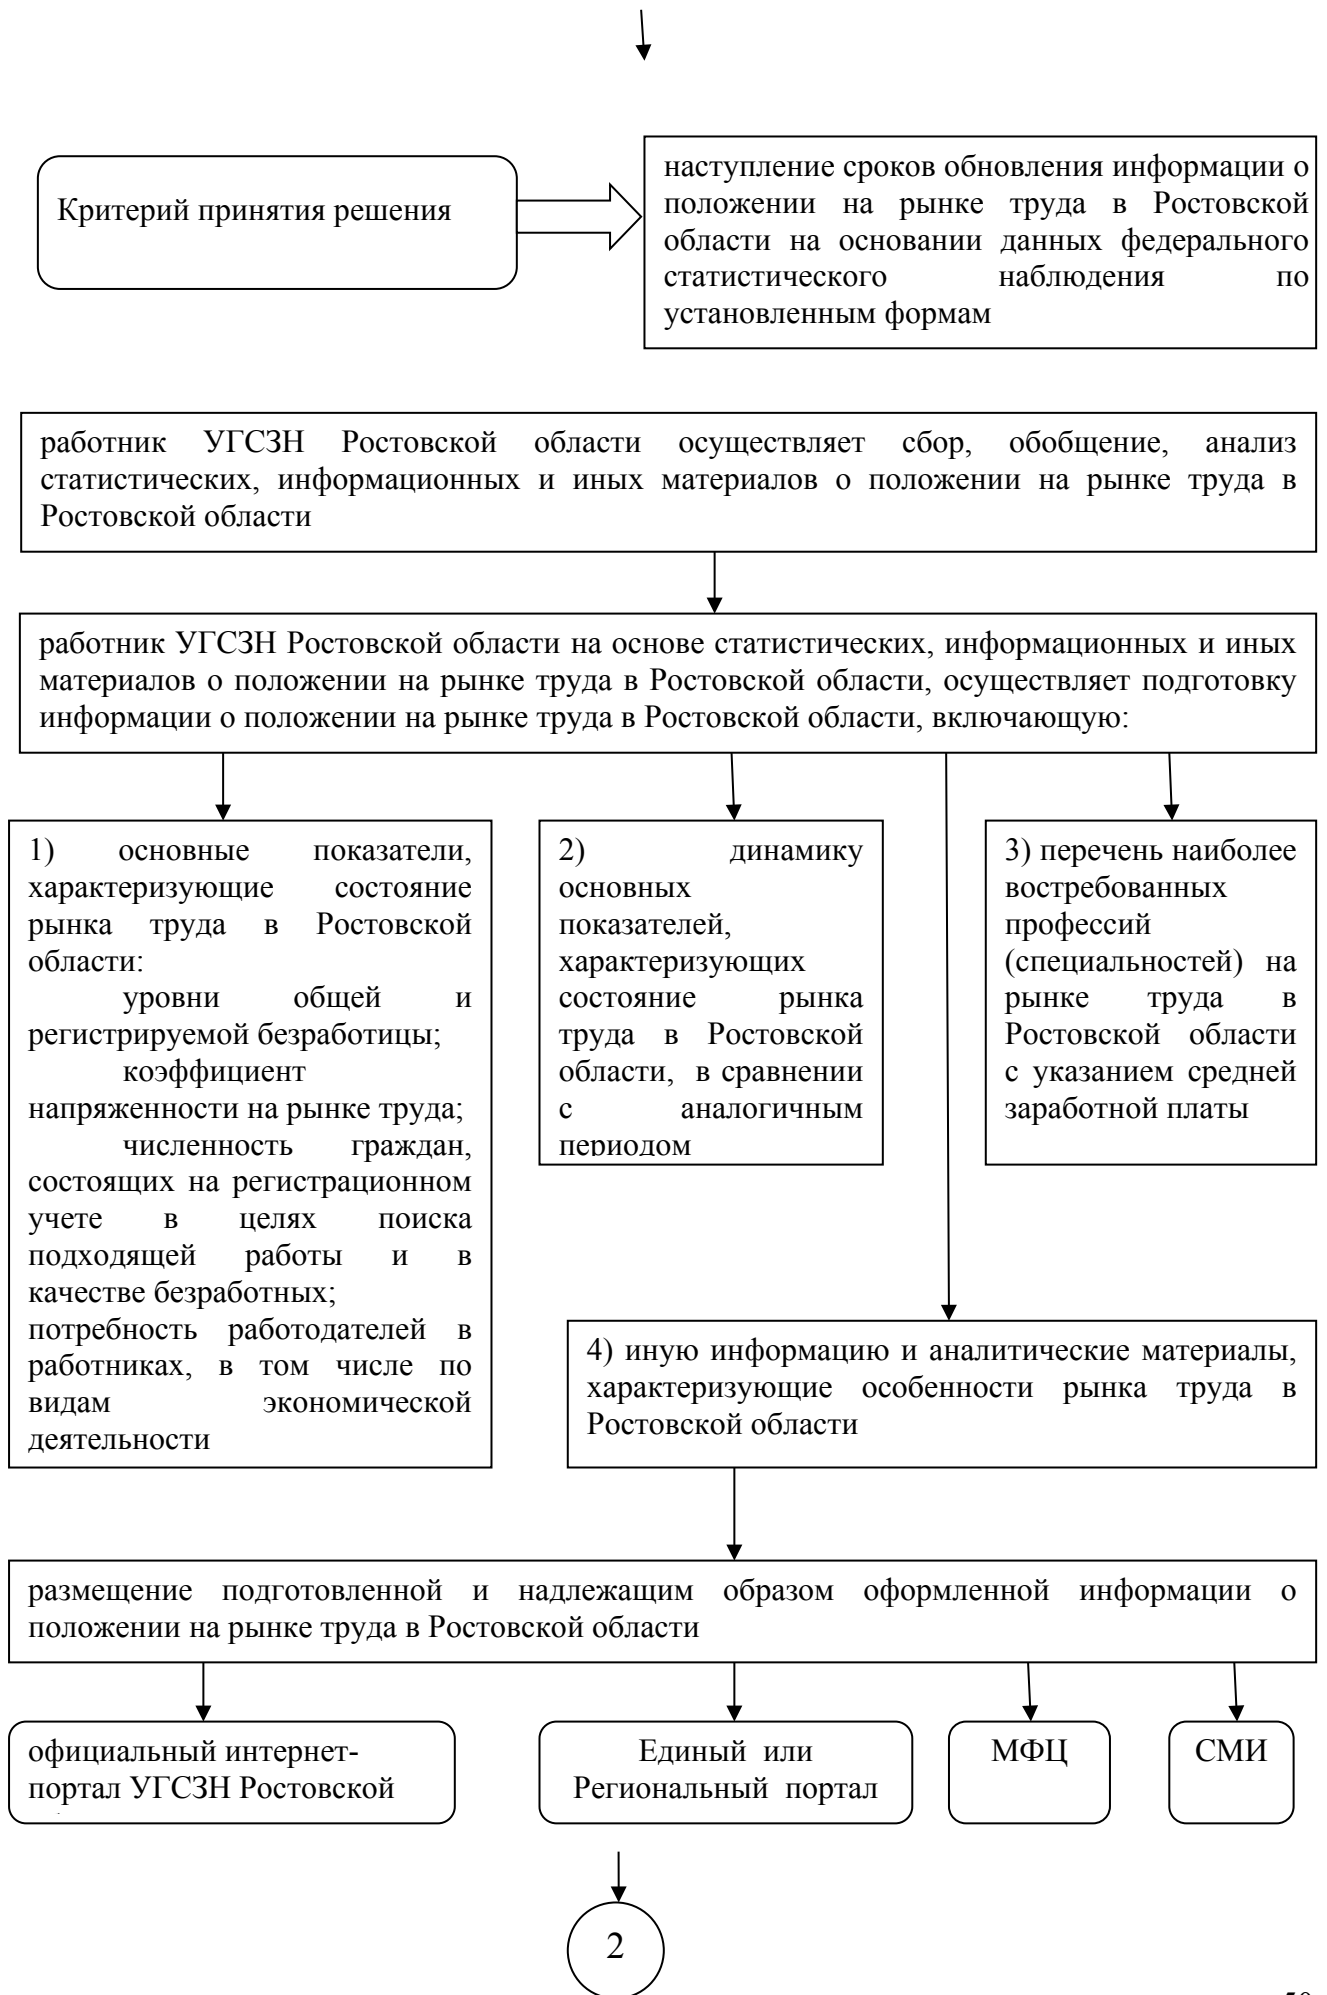 Критерий принятия решения
наступление сроков обновления информации о
положении на рынке труда в Ростовской
области на основании данных федерального
статистического наблюдения по
установленным формам
работник УГСЗН Ростовской области осуществляет сбор, обобщение, анализ
статистических, информационных и иных материалов о положении на рынке труда в
Ростовской области
работник УГСЗН Ростовской области на основе статистических, информационных и иных
материалов о положении на рынке труда в Ростовской области, осуществляет подготовку
информации о положении на рынке труда в Ростовской области, включающую:
1) основные показатели,
характеризующие состояние
рынка труда в Ростовской
области:
уровни общей и
регистрируемой безработицы;
коэффициент
напряженности на рынке труда;
численность граждан,
состоящих на регистрационном
учете в целях поиска
подходящей работы и в
качестве безработных;
потребность работодателей в
работниках, в том числе по
видам экономической
деятельности
2) динамику
основных
показателей,
характеризующих
состояние рынка
труда в Ростовской
области, в сравнении
с аналогичным
периодом
3) перечень наиболее
востребованных
профессий
(специальностей) на
рынке труда в
Ростовской области
с указанием средней
заработной платы
4) иную информацию и аналитические материалы,
характеризующие особенности рынка труда в
Ростовской области
размещение подготовленной и надлежащим образом оформленной информации о
положении на рынке труда в Ростовской области
официальный интернет-
портал УГСЗН Ростовской
Единый или
Региональный портал
МФЦ
СМИ
2